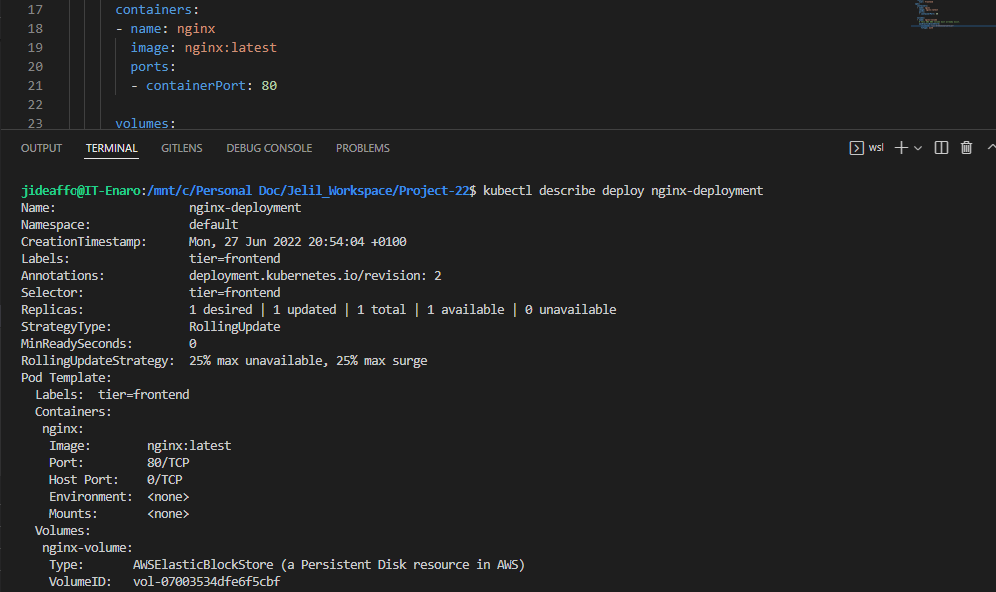 17 containers:
18 - name: nginx
19 image: nginx:latest
20 ports:
21 - containerPort: 80
22
23 volumes:
OUTPUT TERMINAL GITLENS DEBUG CONSOLE PROBLEMS wsl
jideaffo@IT-Enaro:/mnt/c/Personal Doc/Jelil_Workspace/Project-22$ kubectl describe deploy nginx-deployment
Name: nginx-deployment
Namespace: default
CreationTimestamp: Mon, 27 Jun 2022 20:54:04 +0100
Labels: tier=frontend
Annotations: deployment.kubernetes.io/revision: 2
Selector: tier=frontend
Replicas: 1 desired | 1 updated | 1 total | 1 available | 0 unavailable
StrategyType: RollingUpdate
MinReadySeconds: 0
RollingUpdateStrategy: 25% max unavailable, 25% max surge
Pod Template:
Labels: tier=frontend
Containers:
nginx:
Image: nginx:latest
Port: 80/TCP
Host Port: 0/TCP
Environment: <none>
Mounts: <none>
Volumes:
nginx-volume:
Type: AWSElasticBlockStore (a Persistent Disk resource in AWS)
VolumeID: vol-07003534dfe6f5cbf